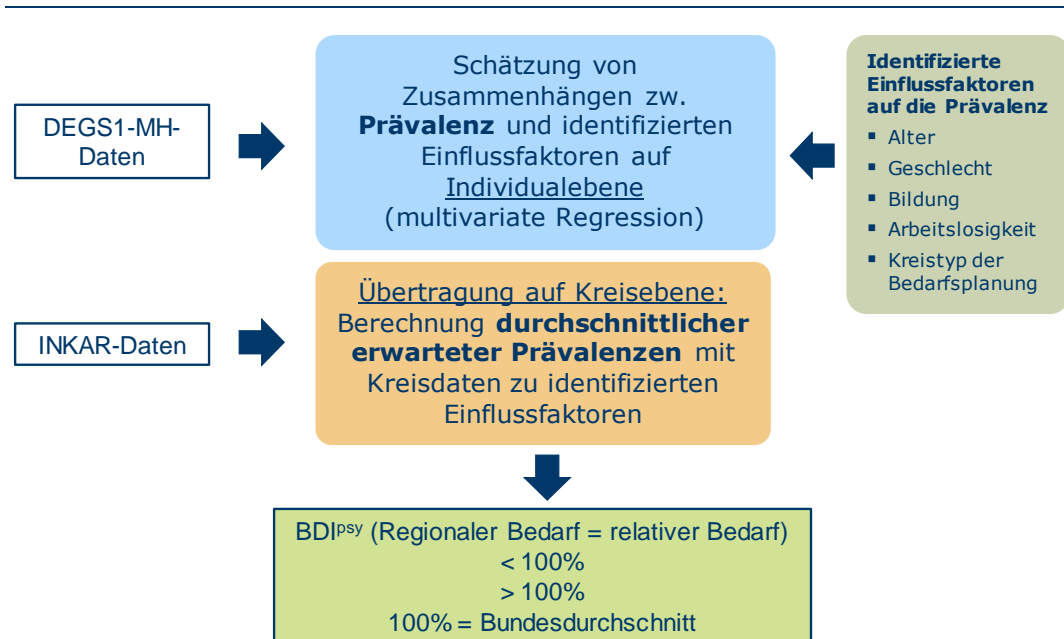 DEGS1-MH-
Daten
Schätzung von
Zusammenhängen zw.
Prävalenz und identifizierten
Einflussfaktoren auf
Individualebene
(multivariate Regression)
Identifizierte
Einflussfaktoren
auf die Prävalenz
▪ Alter
▪ Geschlecht
▪ Bildung
▪ Arbeitslosigkeit
▪ Kreistyp der
Bedarfsplanung
INKAR-Daten
Übertragung auf Kreisebene:
Berechnung durchschnittlicher
erwarteter Prävalenzen mit
Kreisdaten zu identifizierten
Einflussfaktoren
BDIpsy (Regionaler Bedarf = relativer Bedarf)
< 100%
> 100%
100% = Bundesdurchschnitt